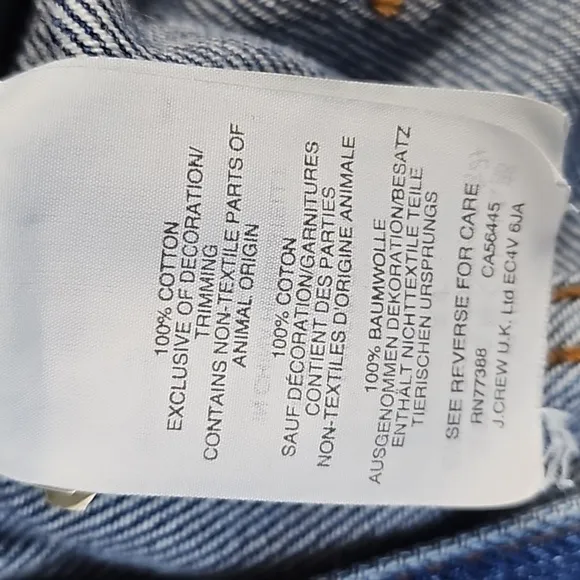 100% COTTON
EXCLUSIVE OF DECORATION/
TRIMMING
CONTAINS NON-TEXTILE PARTS OF
ANIMAL ORIGIN
100% COTON
SAUF DÉCORATION/GARNITURES
CONTIENT DES PARTIES
NON-TEXTILES D'ORIGINE ANIMALE
100% BAUMWOLLE
AUSGENOMMEN DEKORATION/BESATZ
ENTHÄLT NICHTTEXTILE TEILE
TIERISCHEN URSPRUNGS
SEE REVERSE FOR CARE
RN77388 CA56445
J.CREW U.K. Ltd EC4V 6JA